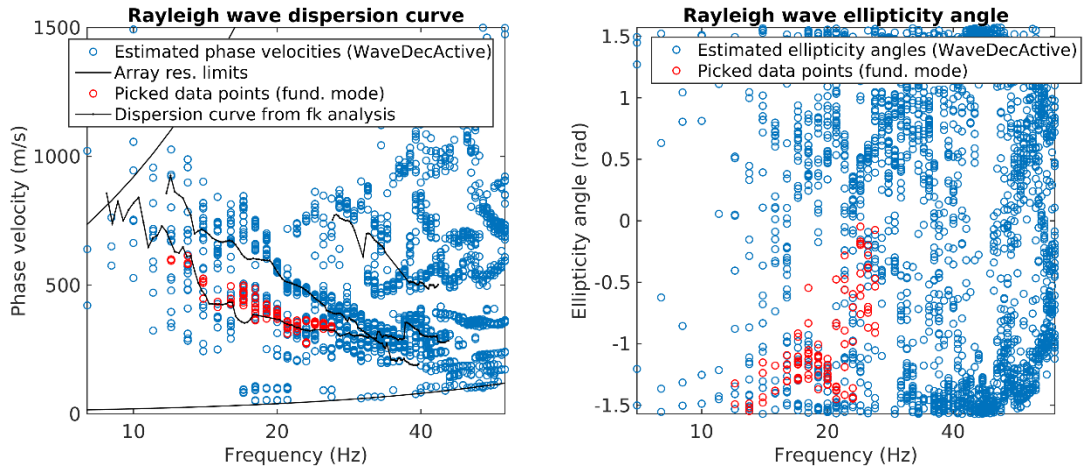 Rayleigh wave dispersion curve
1500
1000
500
0
Phase velocity (m/s)
Estimated phase velocities (WaveDecActive)
Array res. limits
Picked data points (fund. mode)
Dispersion curve from fk analysis
10
20
40
Frequency (Hz)
Rayleigh wave ellipticity angle
1.5
1
0.5
0
-0.5
-1
-1.5
Ellipticity angle (rad)
Estimated ellipticity angles (WaveDecActive)
Picked data points (fund. mode)
10
20
40
Frequency (Hz)